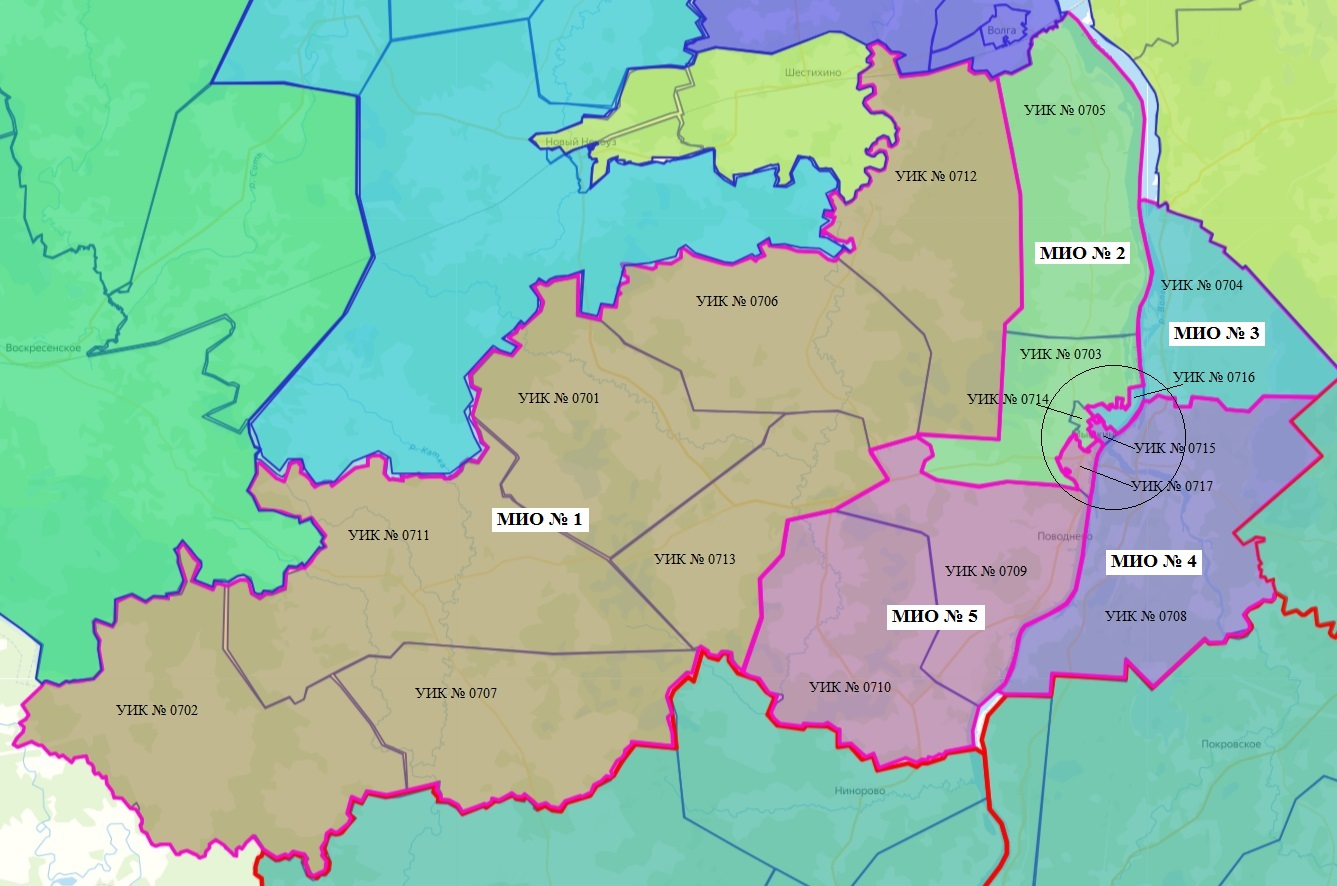 Волга
Шестихино
УИК № 0705
Новый Некоуз
УИК № 0712
р. Сить
МИО № 2
УИК № 0704
УИК № 0706
МИО № 3
Воскресенское
УИК № 0703
УИК № 0716
УИК № 0701
УИК № 0714
УИК № 0715
р. Катка
УИК № 0717
МИО № 1
УИК № 0711
Поводнево
УИК № 0713
МИО № 4
УИК № 0709
МИО № 5
УИК № 0708
УИК № 0710
УИК № 0707
УИК № 0702
Покровское
Нинорово